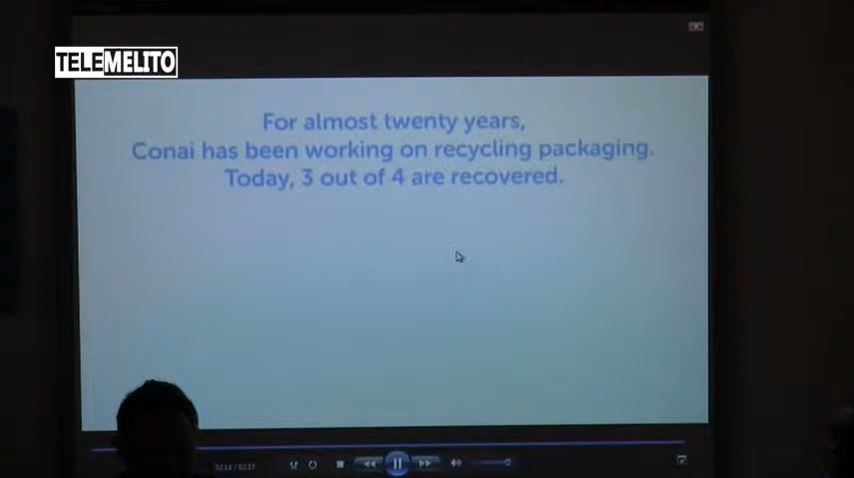 TELEMELITO
For almost twenty years,
Conai has been working on recycling packaging.
Today, 3 out of 4 are recovered.